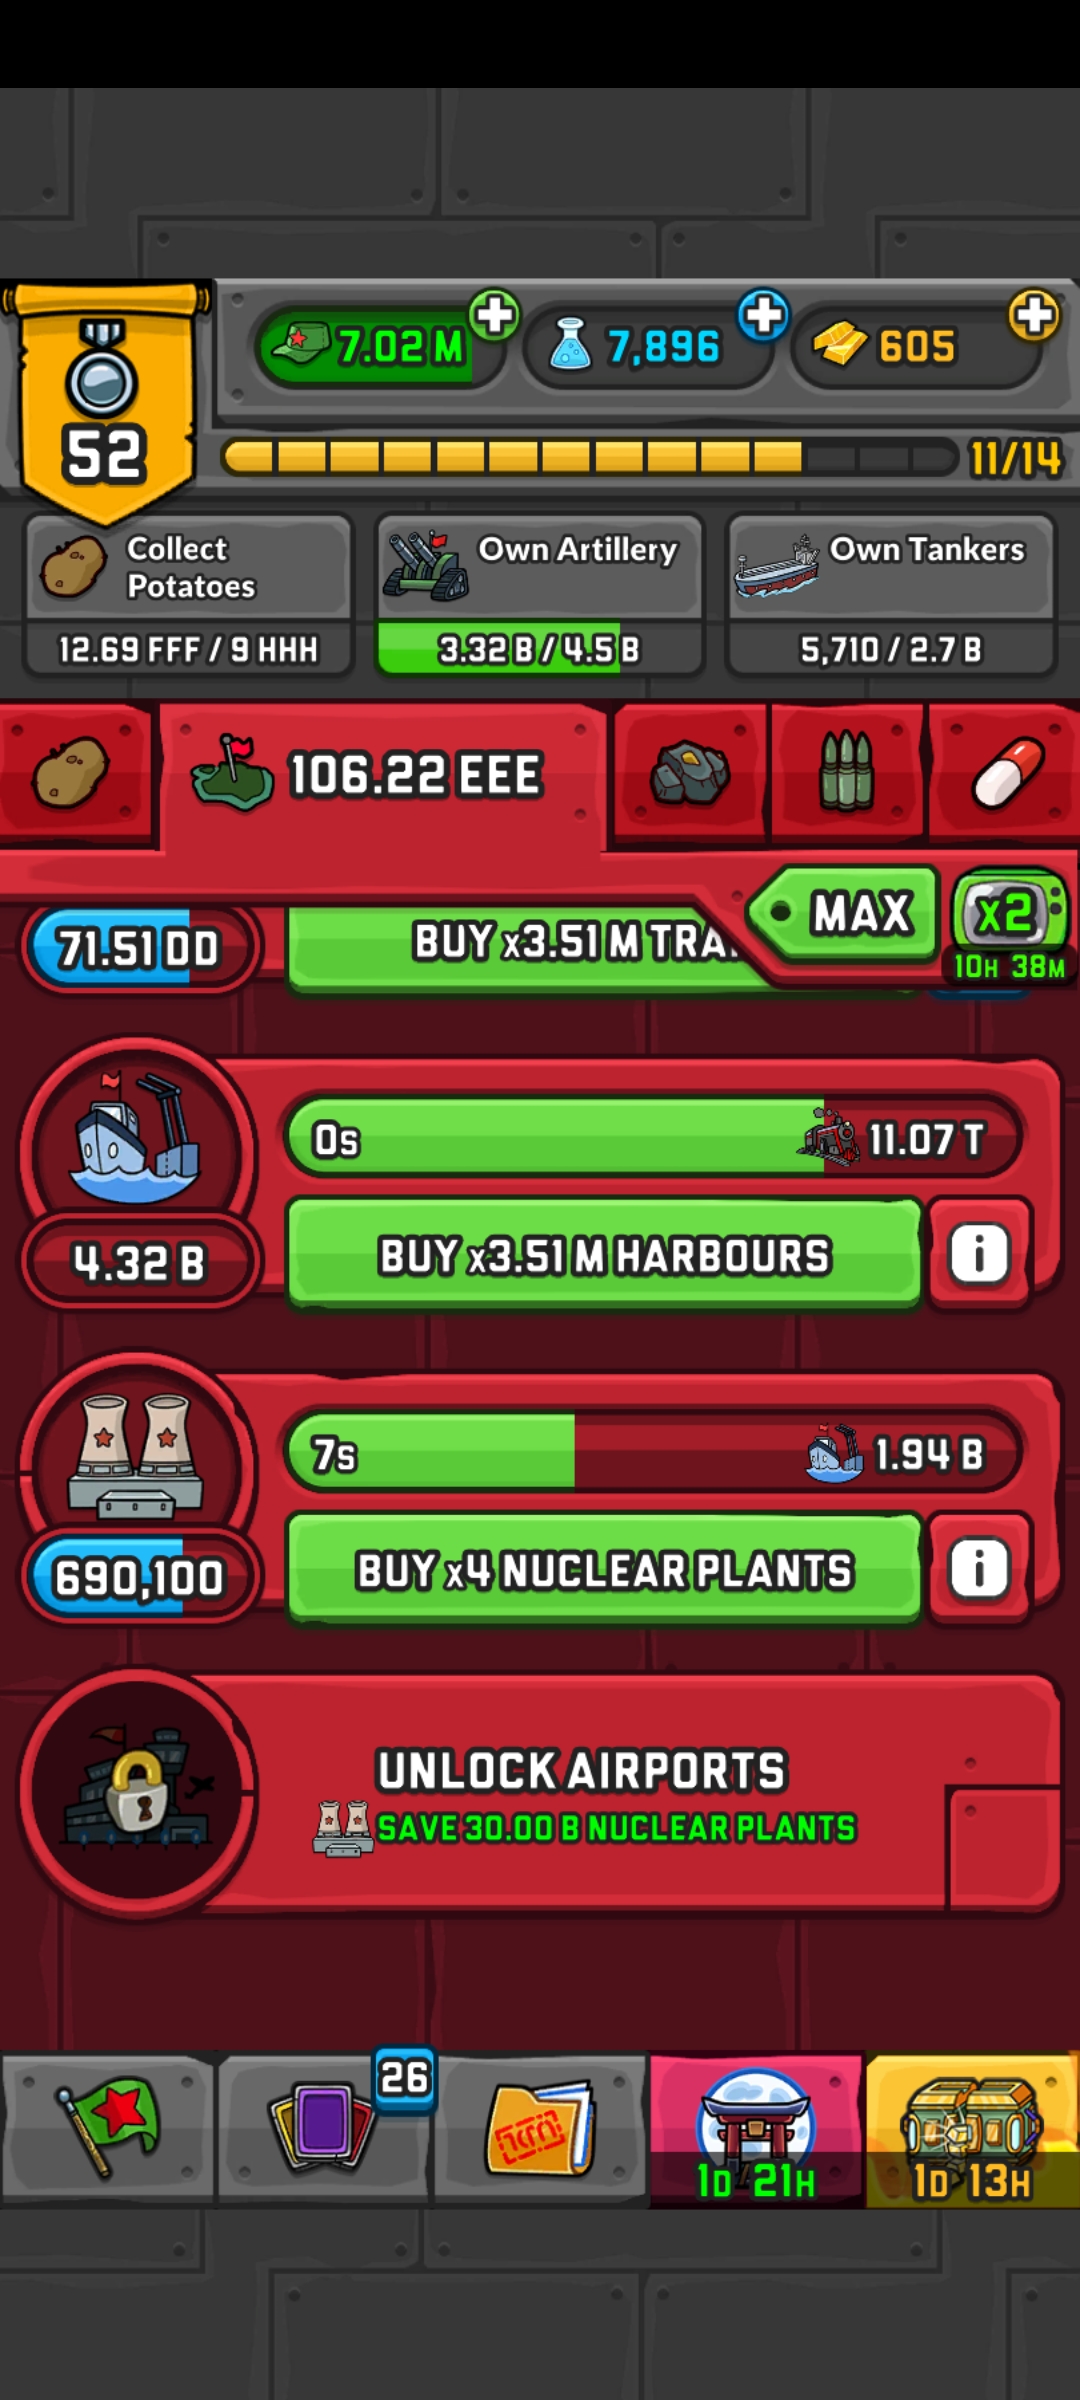 7.02 M
7,896
605
52
11/14
Collect
Potatoes
Own Artillery
Own Tankers
12.69 FFF / 9 HHH
3.32 B / 4.5 B
5,710 / 2.7 B
106.22 EEE
MAX
x2
10H 38M
71.51 DD
BUY x3.51 M TRA
0s
11.07 T
4.32 B
BUY x3.51 M HARBOURS
i
7s
1.94 B
690,100
BUY x4 NUCLEAR PLANTS
i
UNLOCK AIRPORTS
SAVE 30.00 B NUCLEAR PLANTS
26
1D 21H
1D 13H